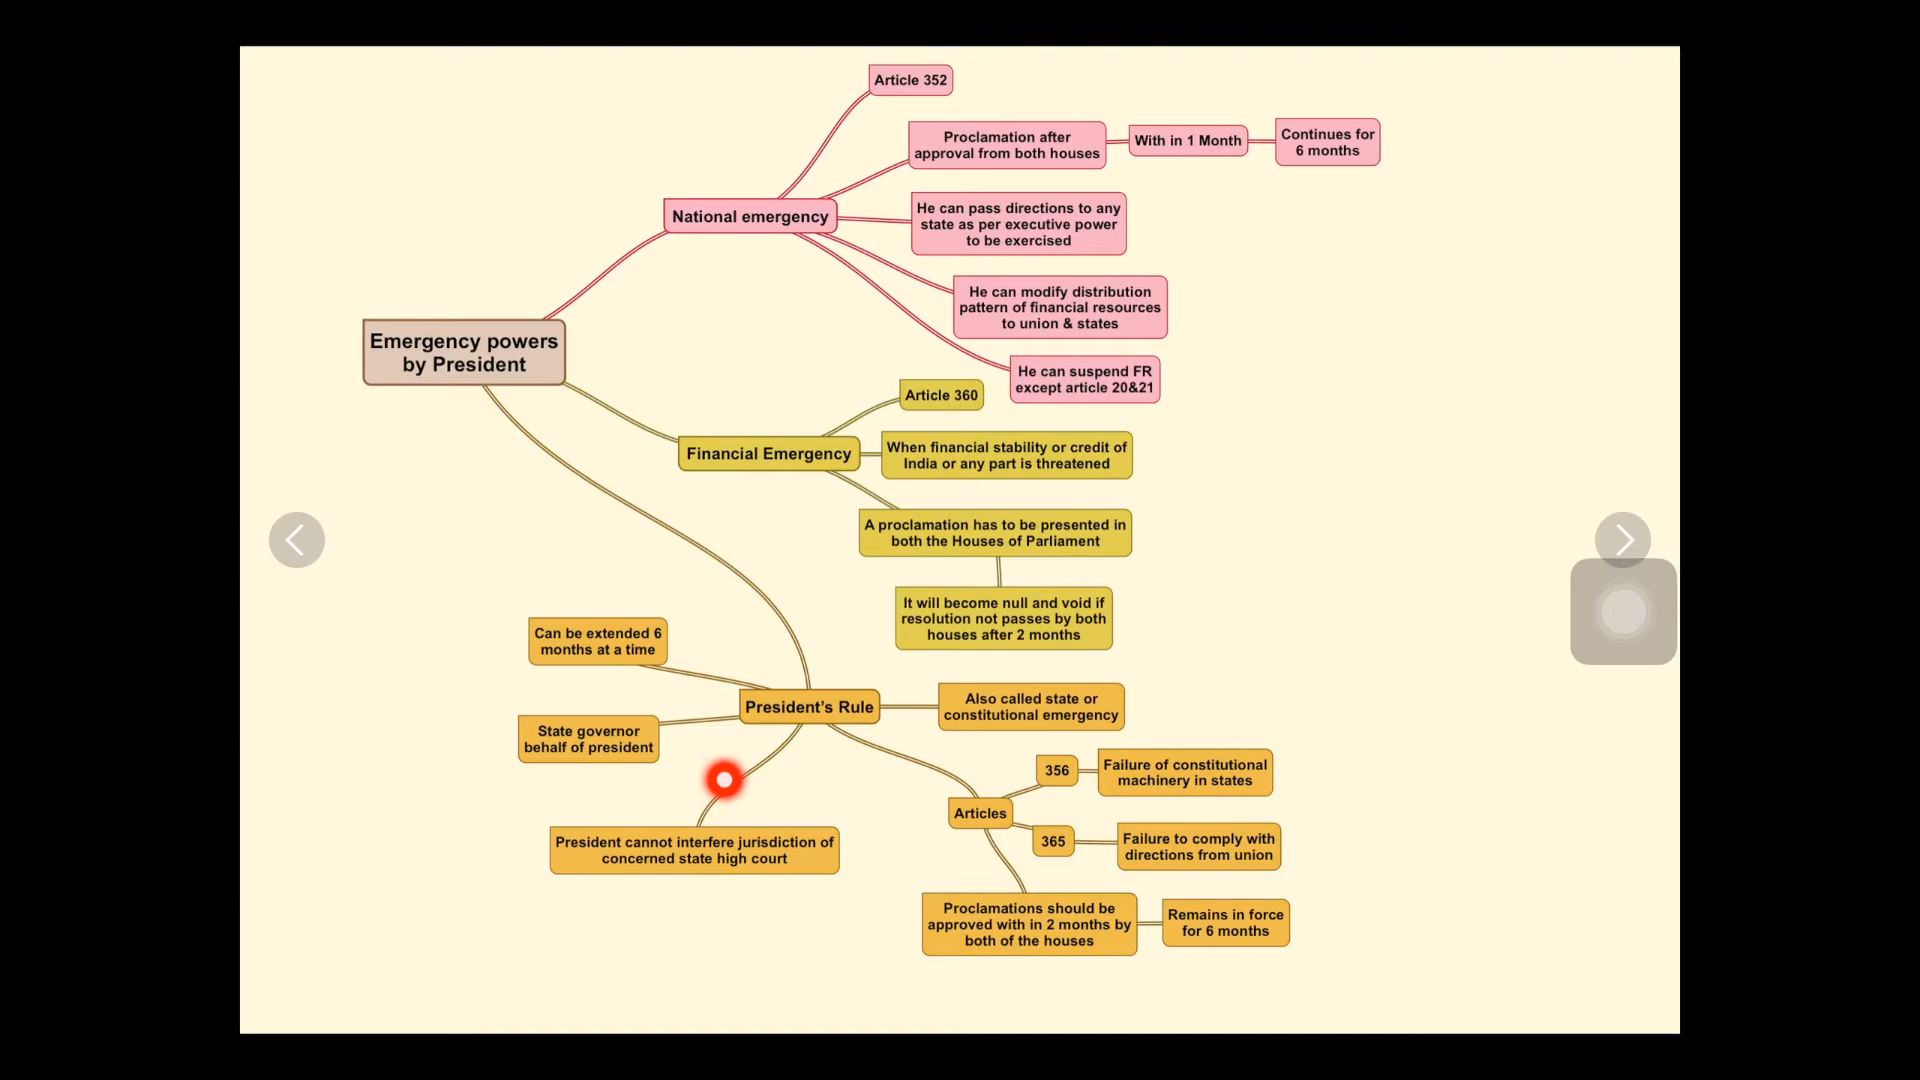 Article 352
Proclamation after
approval from both houses
With in 1 Month
Continues for
6 months
National emergency
He can pass directions to any
state as per executive power
to be exercised
He can modify distribution
pattern of financial resources
to union & states
He can suspend FR
except article 20&21
Emergency powers
by President
Article 360
Financial Emergency
When financial stability or credit of
India or any part is threatened
A proclamation has to be presented in
both the Houses of Parliament
It will become null and void if
resolution not passes by both
houses after 2 months
Can be extended 6
months at a time
President’s Rule
Also called state or
constitutional emergency
State governor
behalf of president
President cannot interfere jurisdiction of
concerned state high court
Articles
356
Failure of constitutional
machinery in states
365
Failure to comply with
directions from union
Proclamations should be
approved with in 2 months by
both of the houses
Remains in force
for 6 months